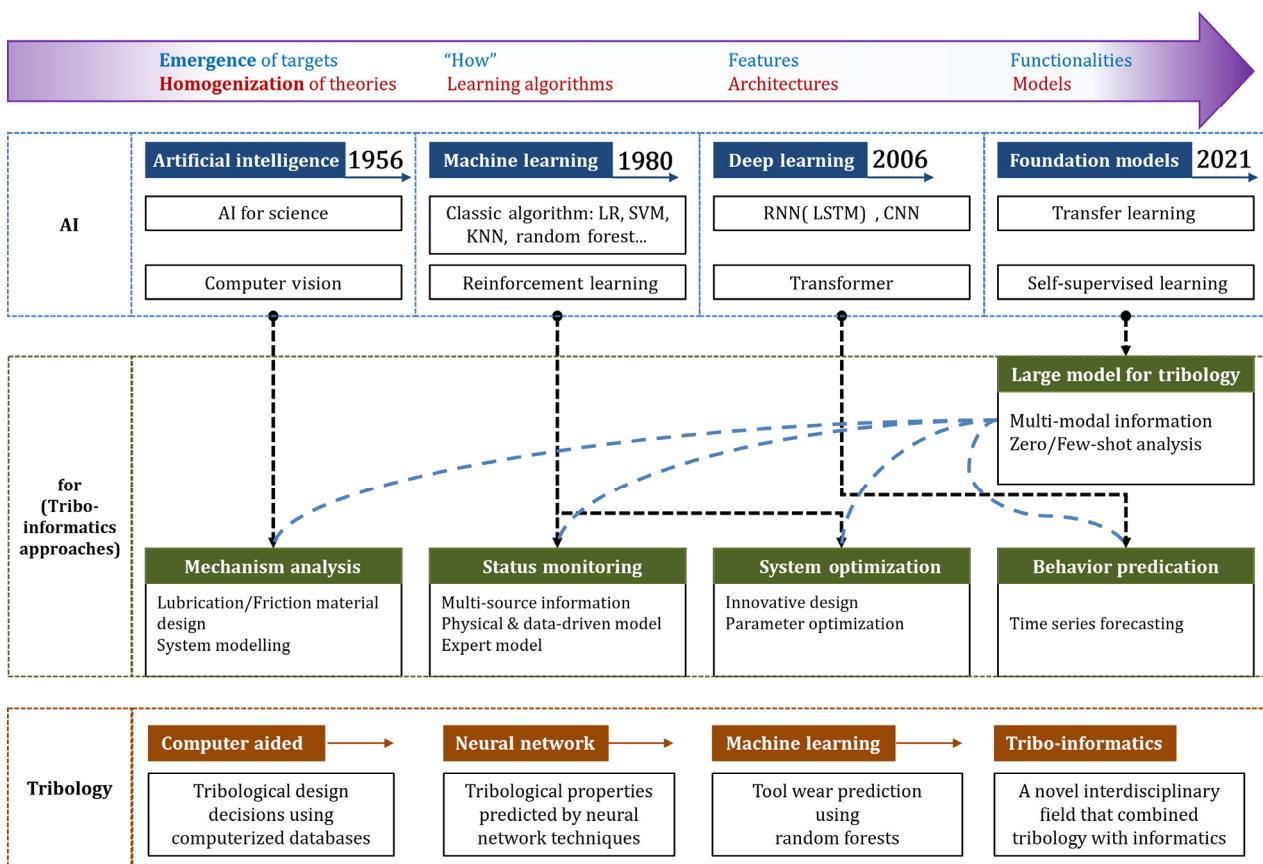 Emergence of targets
Homogenization of theories
“How”
Learning algorithms
Features
Architectures
Functionalities
Models
AI
Artificial intelligence 1956
AI for science
Computer vision
Machine learning 1980
Classic algorithm: LR, SVM,
KNN, random forest...
Reinforcement learning
Deep learning 2006
RNN( LSTM) , CNN
Transformer
Foundation models 2021
Transfer learning
Self-supervised learning
for
(Tribo-
informatics
approaches)
Large model for tribology
Multi-modal information
Zero/Few-shot analysis
Mechanism analysis
Lubrication/Friction material
design
System modelling
Status monitoring
Multi-source information
Physical & data-driven model
Expert model
System optimization
Innovative design
Parameter optimization
Behavior predication
Time series forecasting
Tribology
Computer aided
Tribological design
decisions using
computerized databases
Neural network
Tribological properties
predicted by neural
network techniques
Machine learning
Tool wear prediction
using
random forests
Tribo-informatics
A novel interdisciplinary
field that combined
tribology with informatics